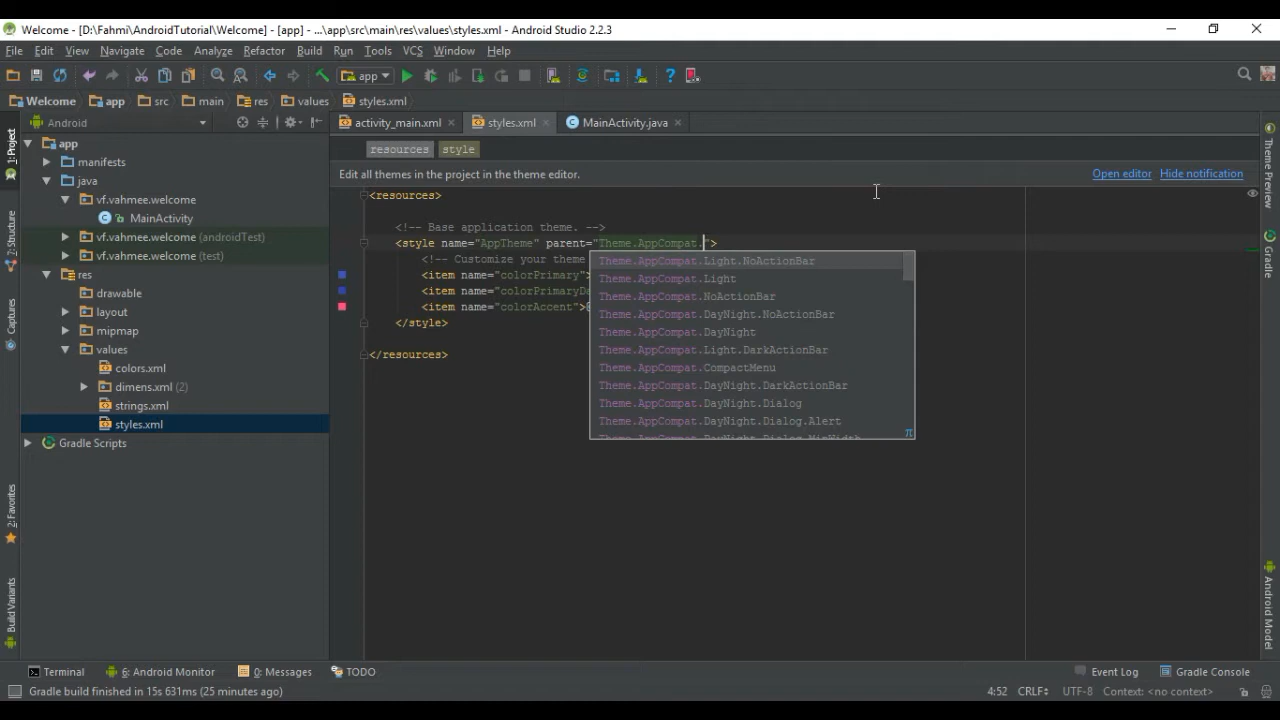 Welcome - [D:\Fahmi\AndroidTutorial\Welcome] - [app] - ...\app\src\main\res\values\styles.xml - Android Studio 2.2.3
File Edit View Navigate Code Analyze Refactor Build Run Tools VCS Window Help
app
Welcome app src main res values styles.xml
Android
activity_main.xml styles.xml MainActivity.java
1: Project
7: Structure
Captures
2: Favorites
Build Variants
app
manifests
java
vf.vahmee.welcome
MainActivity
vf.vahmee.welcome (androidTest)
vf.vahmee.welcome (test)
res
drawable
layout
mipmap
values
colors.xml
dimens.xml (2)
strings.xml
styles.xml
Gradle Scripts
resources style
Edit all themes in the project in the theme editor. Open editor Hide notification
<resources>
<!-- Base application theme. -->
<style name="AppTheme" parent="Theme.AppCompat.">
<!-- Customize your theme
<item name="colorPrimary">
<item name="colorPrimaryDa
<item name="colorAccent">@
</style>
</resources>
Theme.AppCompat.Light.NoActionBar
Theme.AppCompat.Light
Theme.AppCompat.NoActionBar
Theme.AppCompat.DayNight.NoActionBar
Theme.AppCompat.DayNight
Theme.AppCompat.Light.DarkActionBar
Theme.AppCompat.CompactMenu
Theme.AppCompat.DayNight.DarkActionBar
Theme.AppCompat.DayNight.Dialog
Theme.AppCompat.DayNight.Dialog.Alert
Theme.AppCompat.DayNight.Dialog.MinWidth
π
Theme Preview
Android Model
Terminal 6: Android Monitor 0: Messages TODO Event Log Gradle Console
Gradle build finished in 15s 631ms (25 minutes ago) 4:52 CRLF UTF-8 Context: <no context>